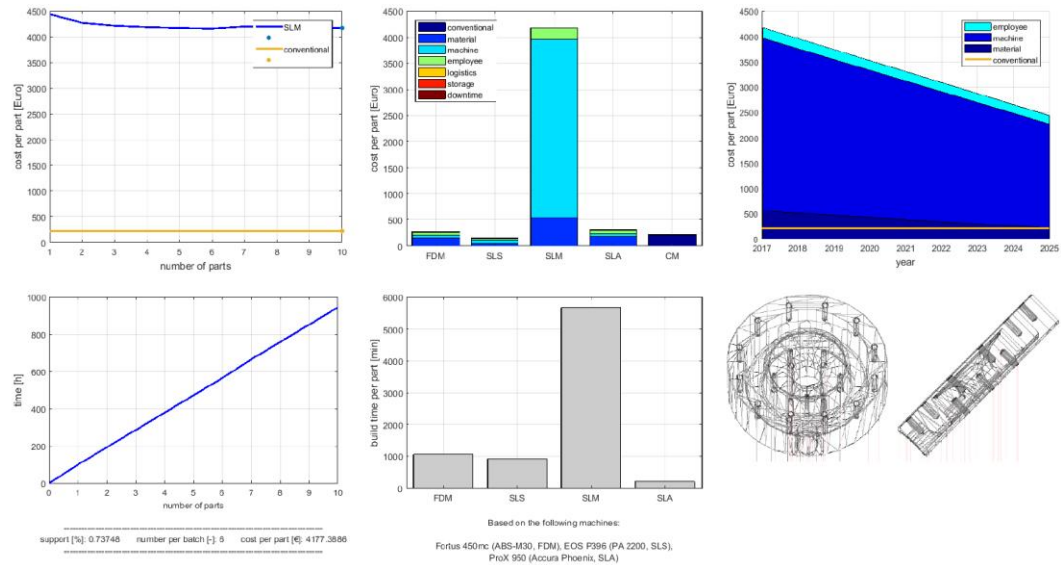 4500
4000
3500
3000
2500
2000
1500
1000
500
0
cost per part [Euro]
SLM
conventional
1 2 3 4 5 6 7 8 9 10
number of parts
4500
4000
3500
3000
2500
2000
1500
1000
500
0
cost per part [Euro]
conventional
material
machine
employee
logistics
storage
downtime
FDM SLS SLM SLA CM
4500
4000
3500
3000
2500
2000
1500
1000
500
0
cost per part [Euro]
employee
machine
material
conventional
2017 2018 2019 2020 2021 2022 2023 2024 2025
year
1000
800
600
400
200
0
time [h]
0 1 2 3 4 5 6 7 8 9 10
number of parts
support [%]: 0.73748 number per batch [-]: 6 cost per part [€]: 4177.3886
6000
5000
4000
3000
2000
1000
0
build time per part [min]
FDM SLS SLM SLA
Based on the following machines:
Fortus 450mc (ABS-M30, FDM), EOS P396 (PA 2200, SLS),
ProX 950 (Accura Phoenix, SLA)